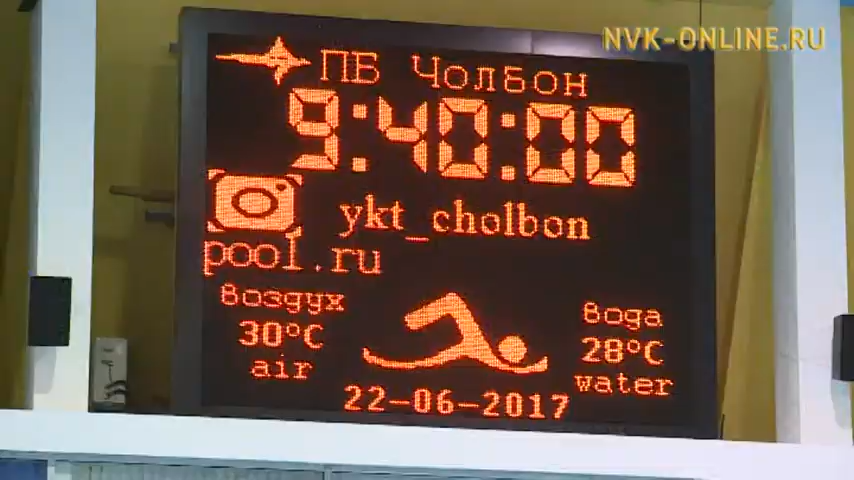 NVK-ONLINE.RU
ПБ Чолбон
9:40:00
ykt_cholbon
pool.ru
Воздух
30°C
air
Вода
28°C
water
22-06-2017